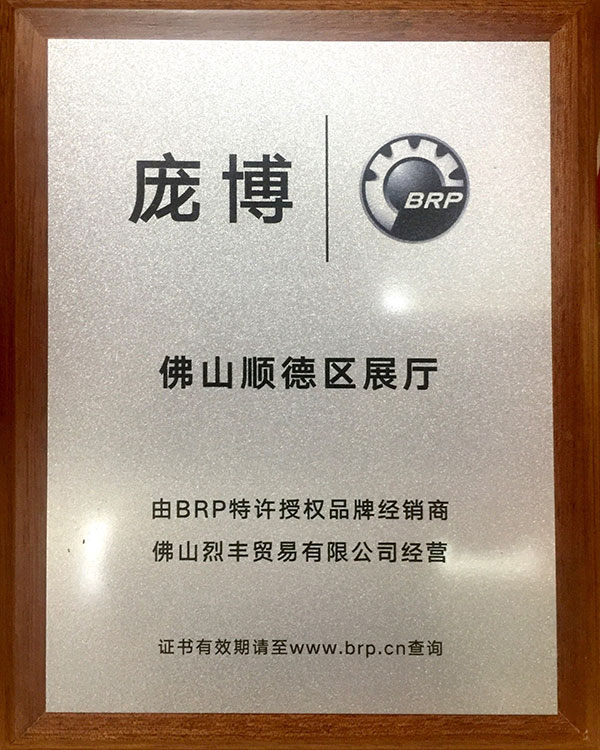 庞博
BRP
佛山顺德区展厅
由BRP特许授权品牌经销商
佛山烈丰贸易有限公司经营
证书有效期请至www.brp.cn查询